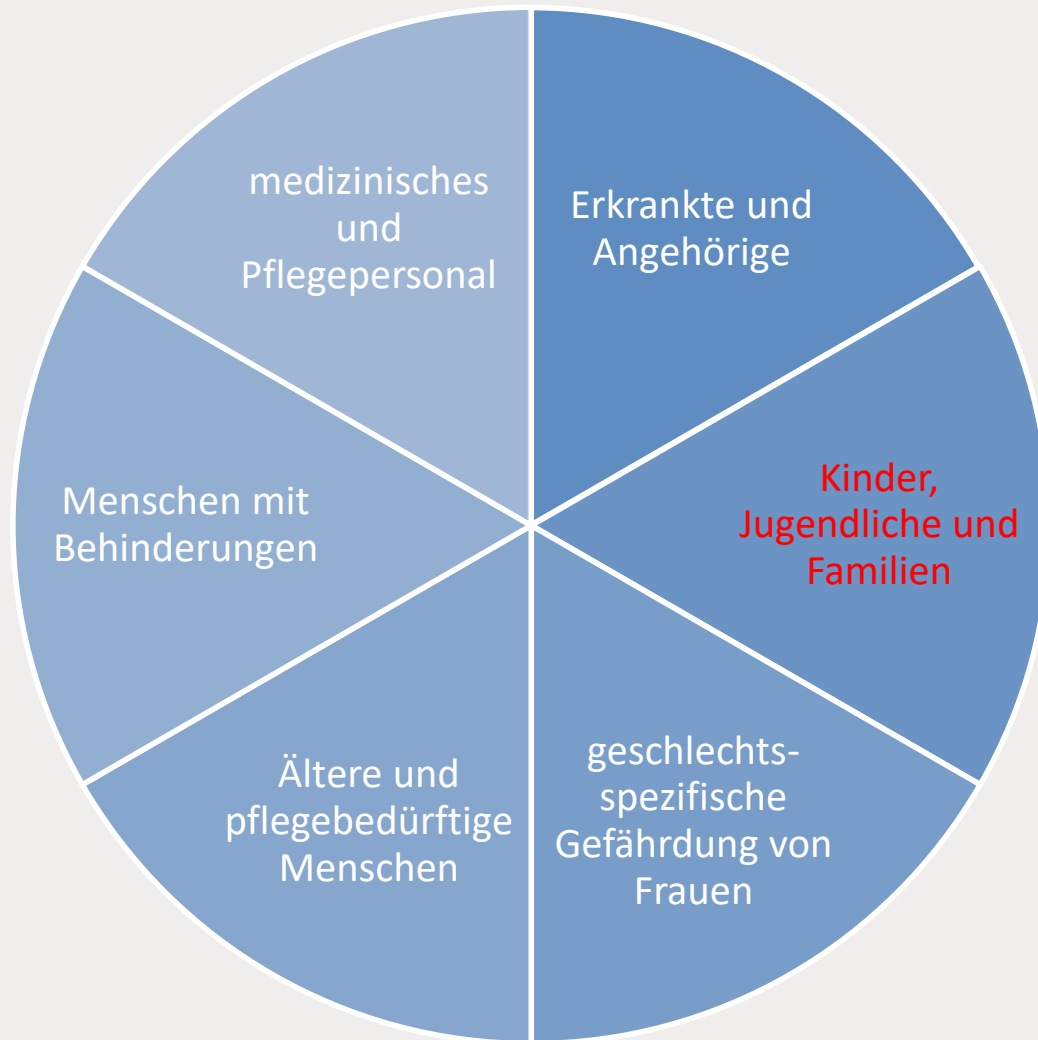 medizinisches
und
Pflegepersonal
Erkrankte und
Angehörige
Menschen mit
Behinderungen
Kinder,
Jugendliche und
Familien
Ältere und
pflegebedürftige
Menschen
geschlechts-
spezifische
Gefährdung von
Frauen